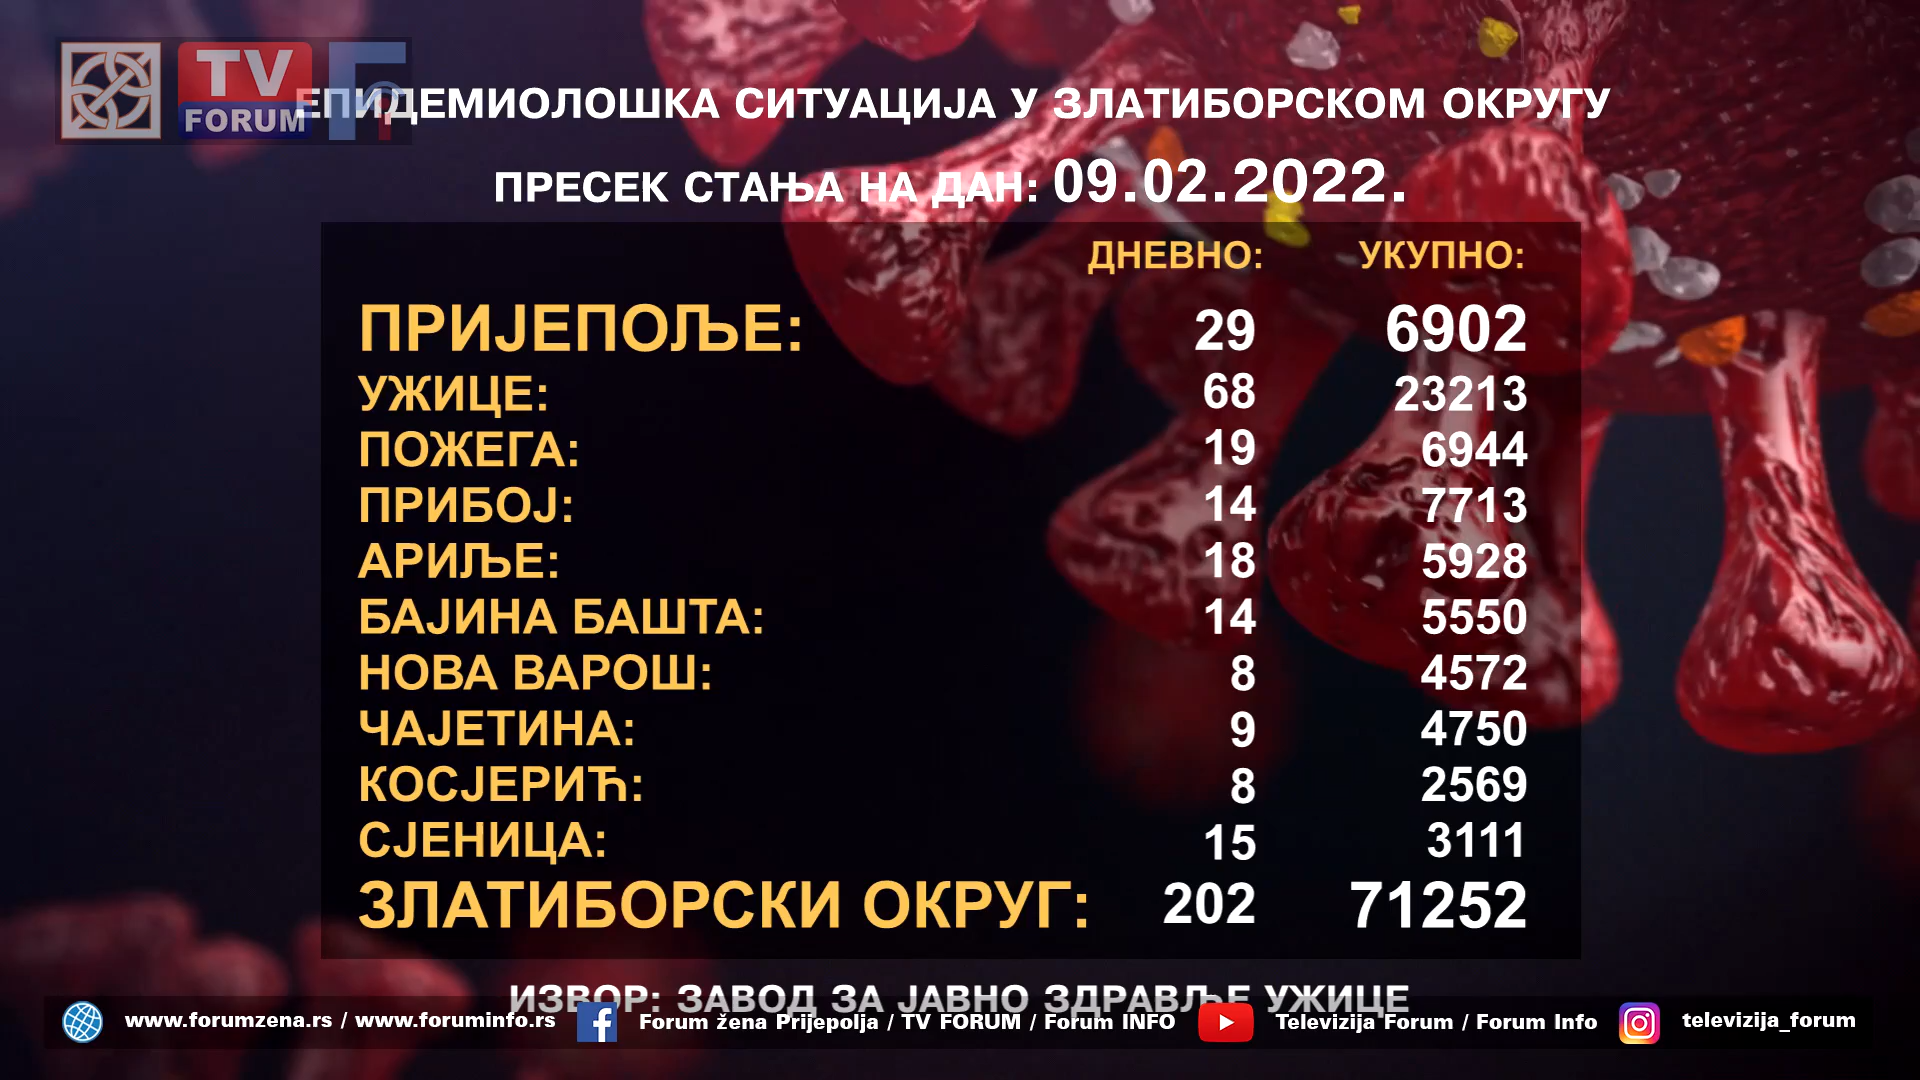 TV
FORUM
ЕПИДЕМИОЛОШКА СИТУАЦИЈА У ЗЛАТИБОРСКОМ ОКРУГУ
ПРЕСЕК СТАЊА НА ДАН: 09.02.2022.
ДНЕВНО: УКУПНО:
ПРИЈЕПОЉЕ: 29 6902
УЖИЦЕ: 68 23213
ПОЖЕГА: 19 6944
ПРИБОЈ: 14 7713
АРИЉЕ: 18 5928
БАЈИНА БАШТА: 14 5550
НОВА ВАРОШ: 8 4572
ЧАЈЕТИНА: 9 4750
КОСЈЕРИЋ: 8 2569
СЈЕНИЦА: 15 3111
ЗЛАТИБОРСКИ ОКРУГ: 202 71252
ИЗВОР: ЗАВОД ЗА ЈАВНО ЗДРАВЉЕ УЖИЦЕ
www.forumzena.rs / www.foruminfo.rs Forum žena Prijepolja / TV FORUM / Forum INFO Televizija Forum / Forum Info televizija_forum